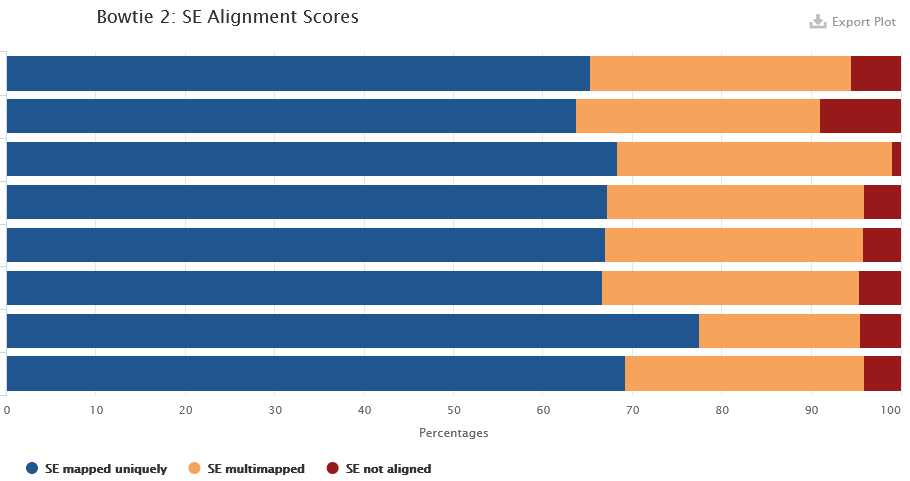 Bowtie 2: SE Alignment Scores
Export Plot
0 10 20 30 40 50 60 70 80 90 100
Percentages
SE mapped uniquely SE multimapped SE not aligned